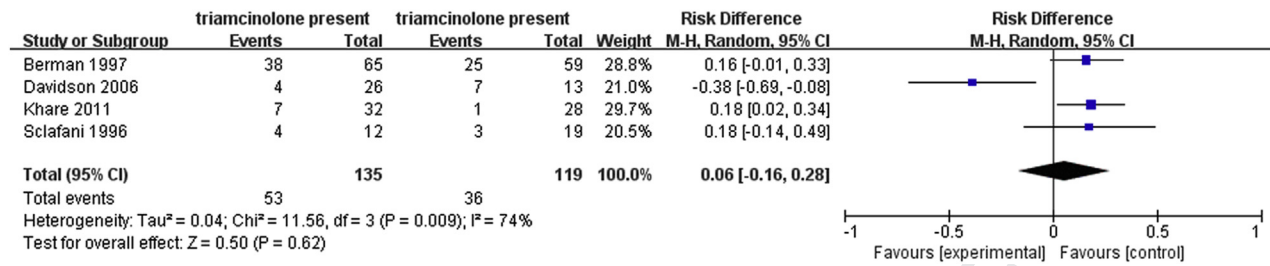 triamcinolone present triamcinolone present Risk Difference Risk Difference
Study or Subgroup Events Total Events Total Weight M-H, Random, 95% CI M-H, Random, 95% CI
Berman 1997 38 65 25 59 28.8% 0.16 [-0.01, 0.33]
Davidson 2006 4 26 7 13 21.0% -0.38 [-0.69, -0.08]
Khare 2011 7 32 1 28 29.7% 0.18 [0.02, 0.34]
Sclafani 1996 4 12 3 19 20.5% 0.18 [-0.14, 0.49]
Total (95% CI) 135 119 100.0% 0.06 [-0.16, 0.28]
Total events 53 36
Heterogeneity: Tau² = 0.04; Chi² = 11.56, df = 3 (P = 0.009); I² = 74%
Test for overall effect: Z = 0.50 (P = 0.62)
-1 -0.5 0 0.5 1
Favours [experimental] Favours [control]